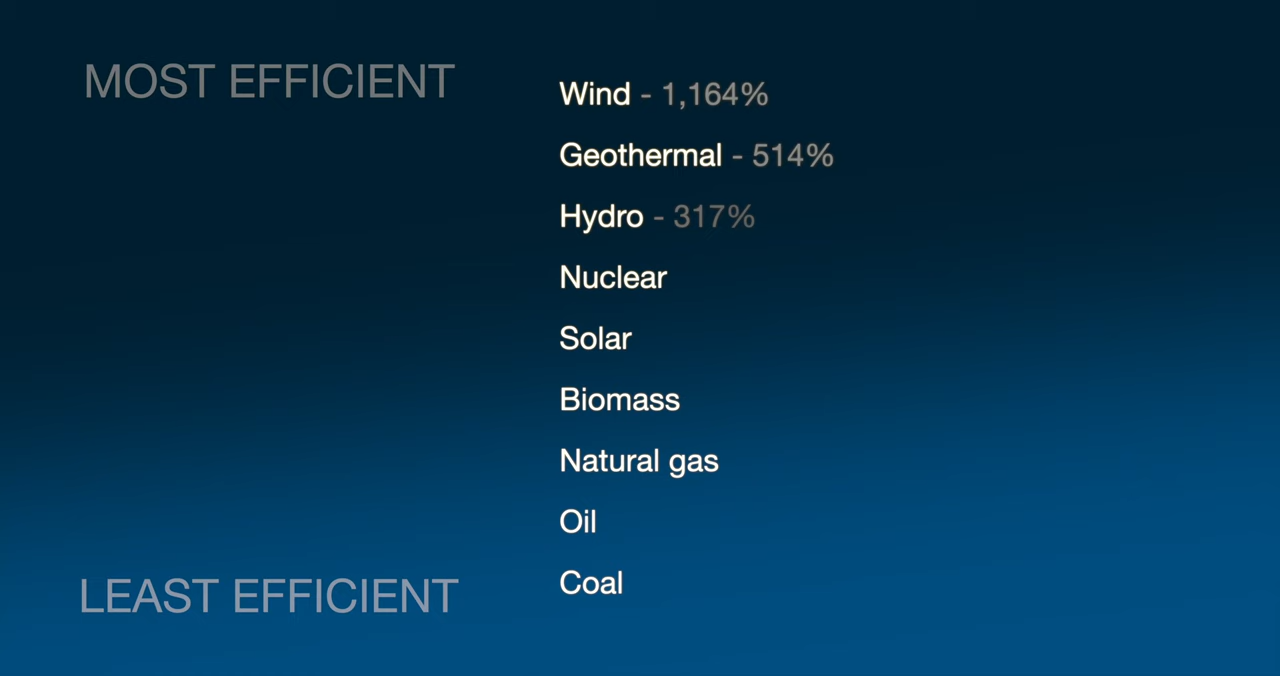 MOST EFFICIENT
Wind - 1,164%
Geothermal - 514%
Hydro - 317%
Nuclear
Solar
Biomass
Natural gas
Oil
Coal
LEAST EFFICIENT